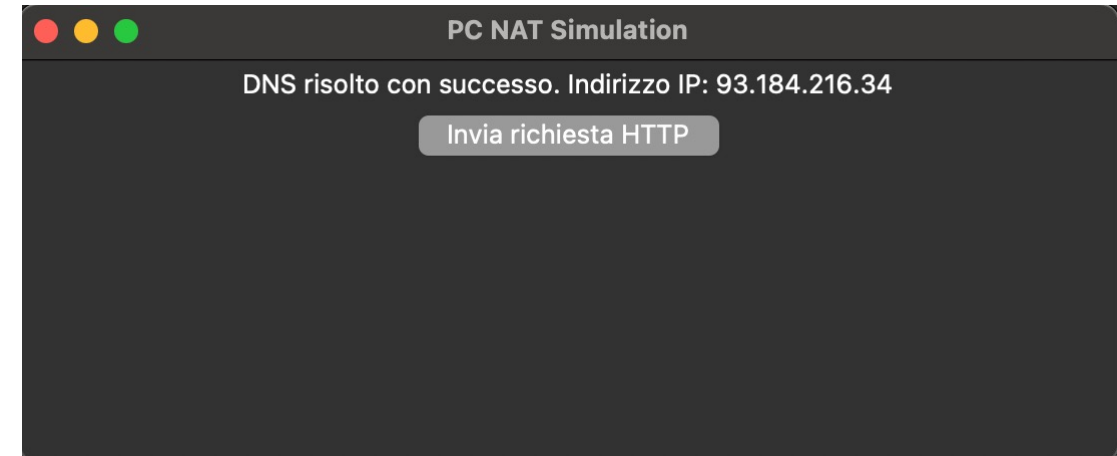 PC NAT Simulation
DNS risolto con successo. Indirizzo IP: 93.184.216.34
Invia richiesta HTTP